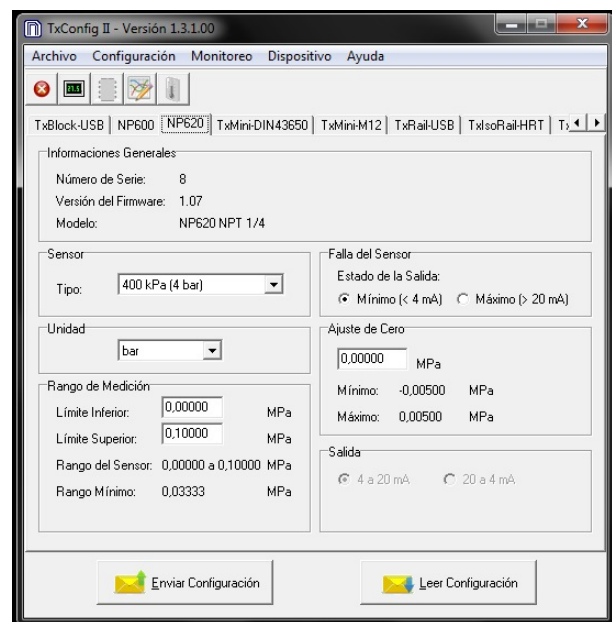 TxConfig II - Versión 1.3.1.00
Archivo Configuración Monitoreo Dispositivo Ayuda
TxBlock-USB NP600 NP620 TxMini-DIN43650 TxMini-M12 TxRail-USB TxIsoRail-HRT
Informaciones Generales
Número de Serie: 8
Versión del Firmware: 1.07
Modelo: NP620 NPT 1/4
Sensor
Tipo: 400 kPa (4 bar)
Unidad
bar
Rango de Medición
Límite Inferior: 0,00000 MPa
Límite Superior: 0,10000 MPa
Rango del Sensor: 0,00000 a 0,10000 MPa
Rango Mínimo: 0,03333 MPa
Falla del Sensor
Estado de la Salida:
Mínimo (< 4 mA) Máximo (> 20 mA)
Ajuste de Cero
0,00000 MPa
Mínimo: -0,00500 MPa
Máximo: 0,00500 MPa
Salida
4 a 20 mA 20 a 4 mA
Enviar Configuración Leer Configuración